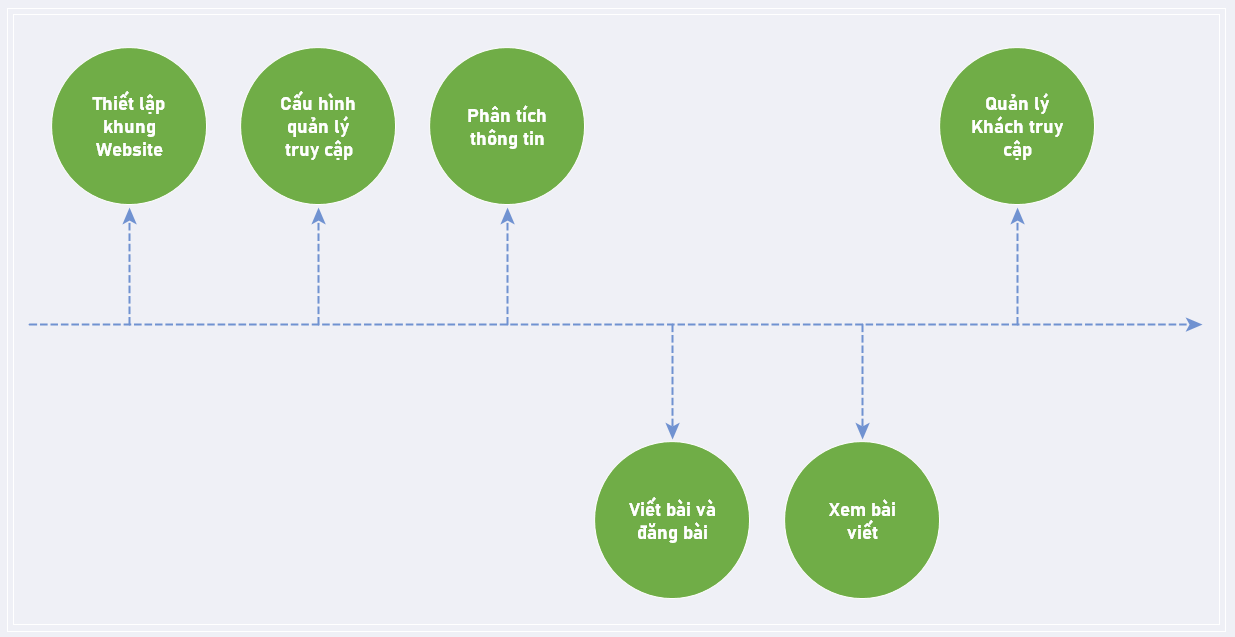 Thiết lập
khung
Website
Cấu hình
quản lý
truy cập
Phân tích
thông tin
Quản lý
Khách truy
cập
Viết bài và
đăng bài
Xem bài
viết